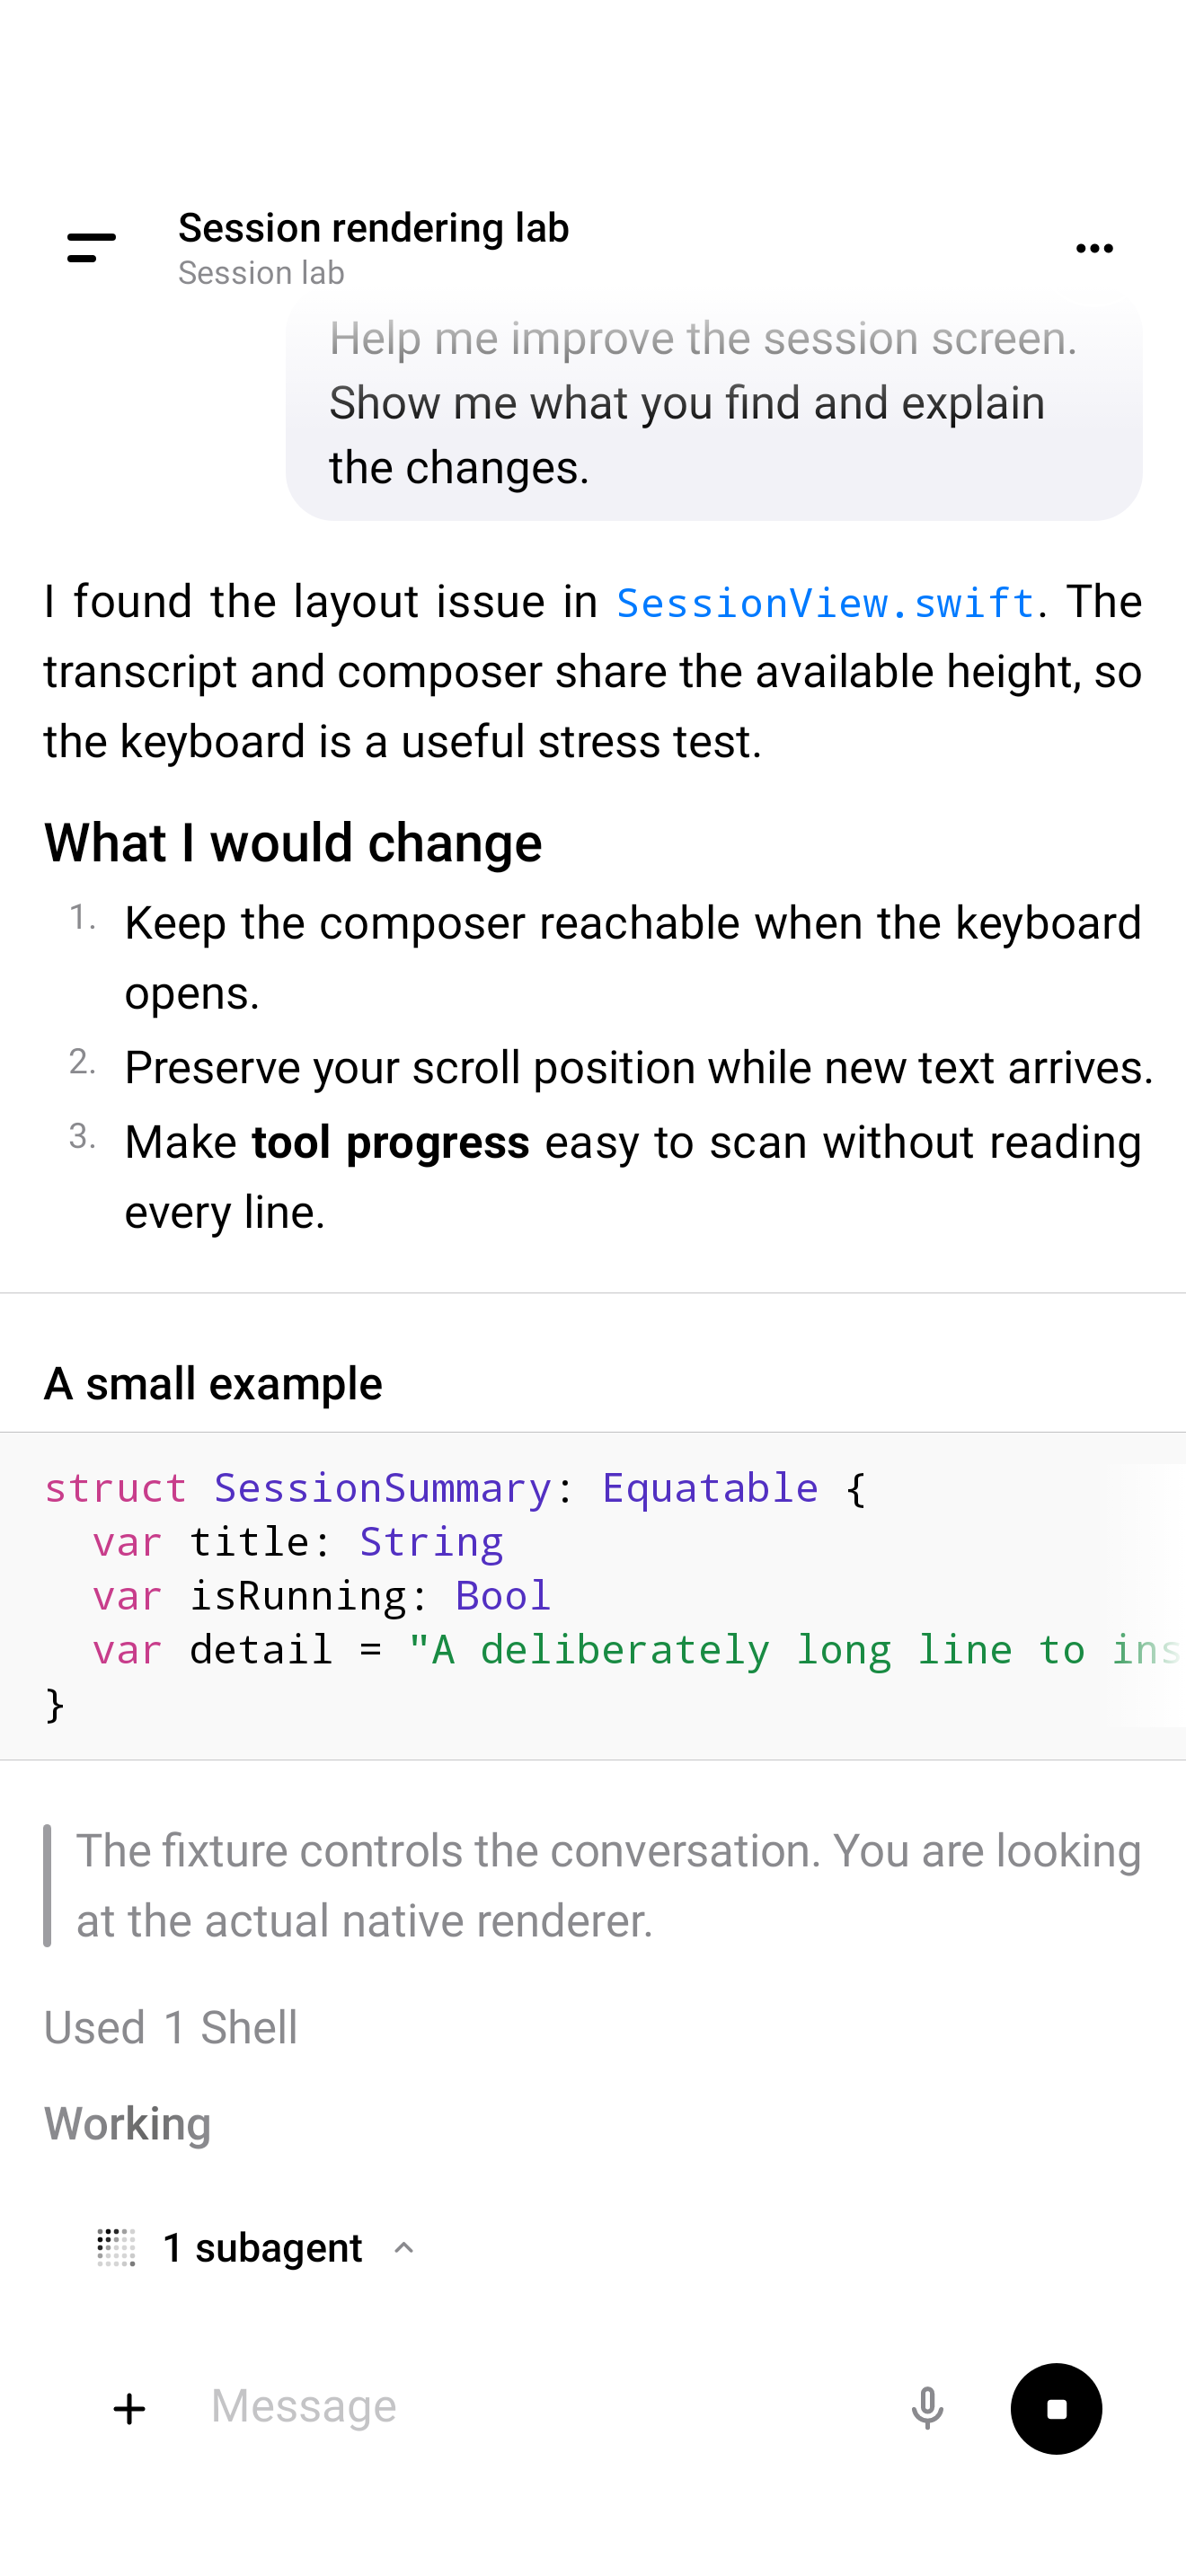 Session rendering lab
Session lab
Help me improve the session screen.
Show me what you find and explain
the changes.
I found the layout issue in SessionView.swift. The
transcript and composer share the available height, so
the keyboard is a useful stress test.
What I would change
1. Keep the composer reachable when the keyboard
opens.
2. Preserve your scroll position while new text arrives.
3. Make tool progress easy to scan without reading
every line.
A small example
struct SessionSummary: Equatable {
  var title: String
  var isRunning: Bool
  var detail = "A deliberately long line to ins
}
The fixture controls the conversation. You are looking
at the actual native renderer.
Used 1 Shell
Working
1 subagent
Message